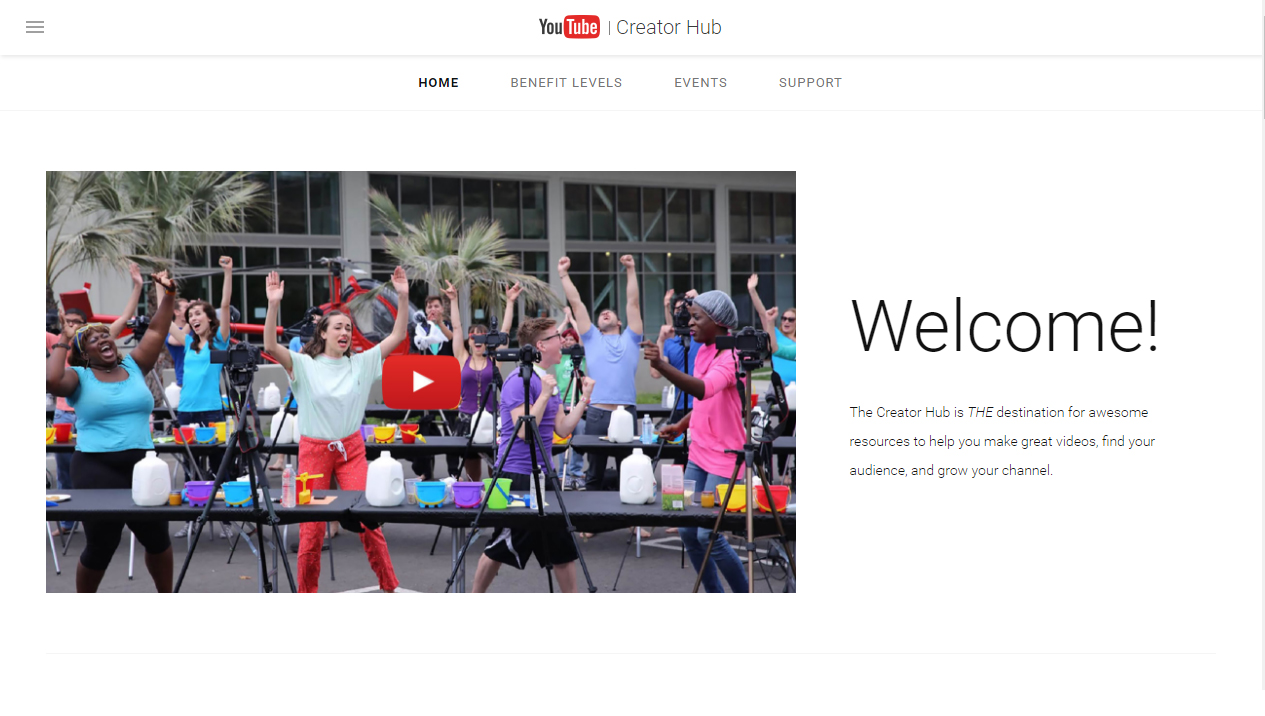 YouTube | Creator Hub
HOME BENEFIT LEVELS EVENTS SUPPORT
Welcome!
The Creator Hub is THE destination for awesome
resources to help you make great videos, find your
audience, and grow your channel.